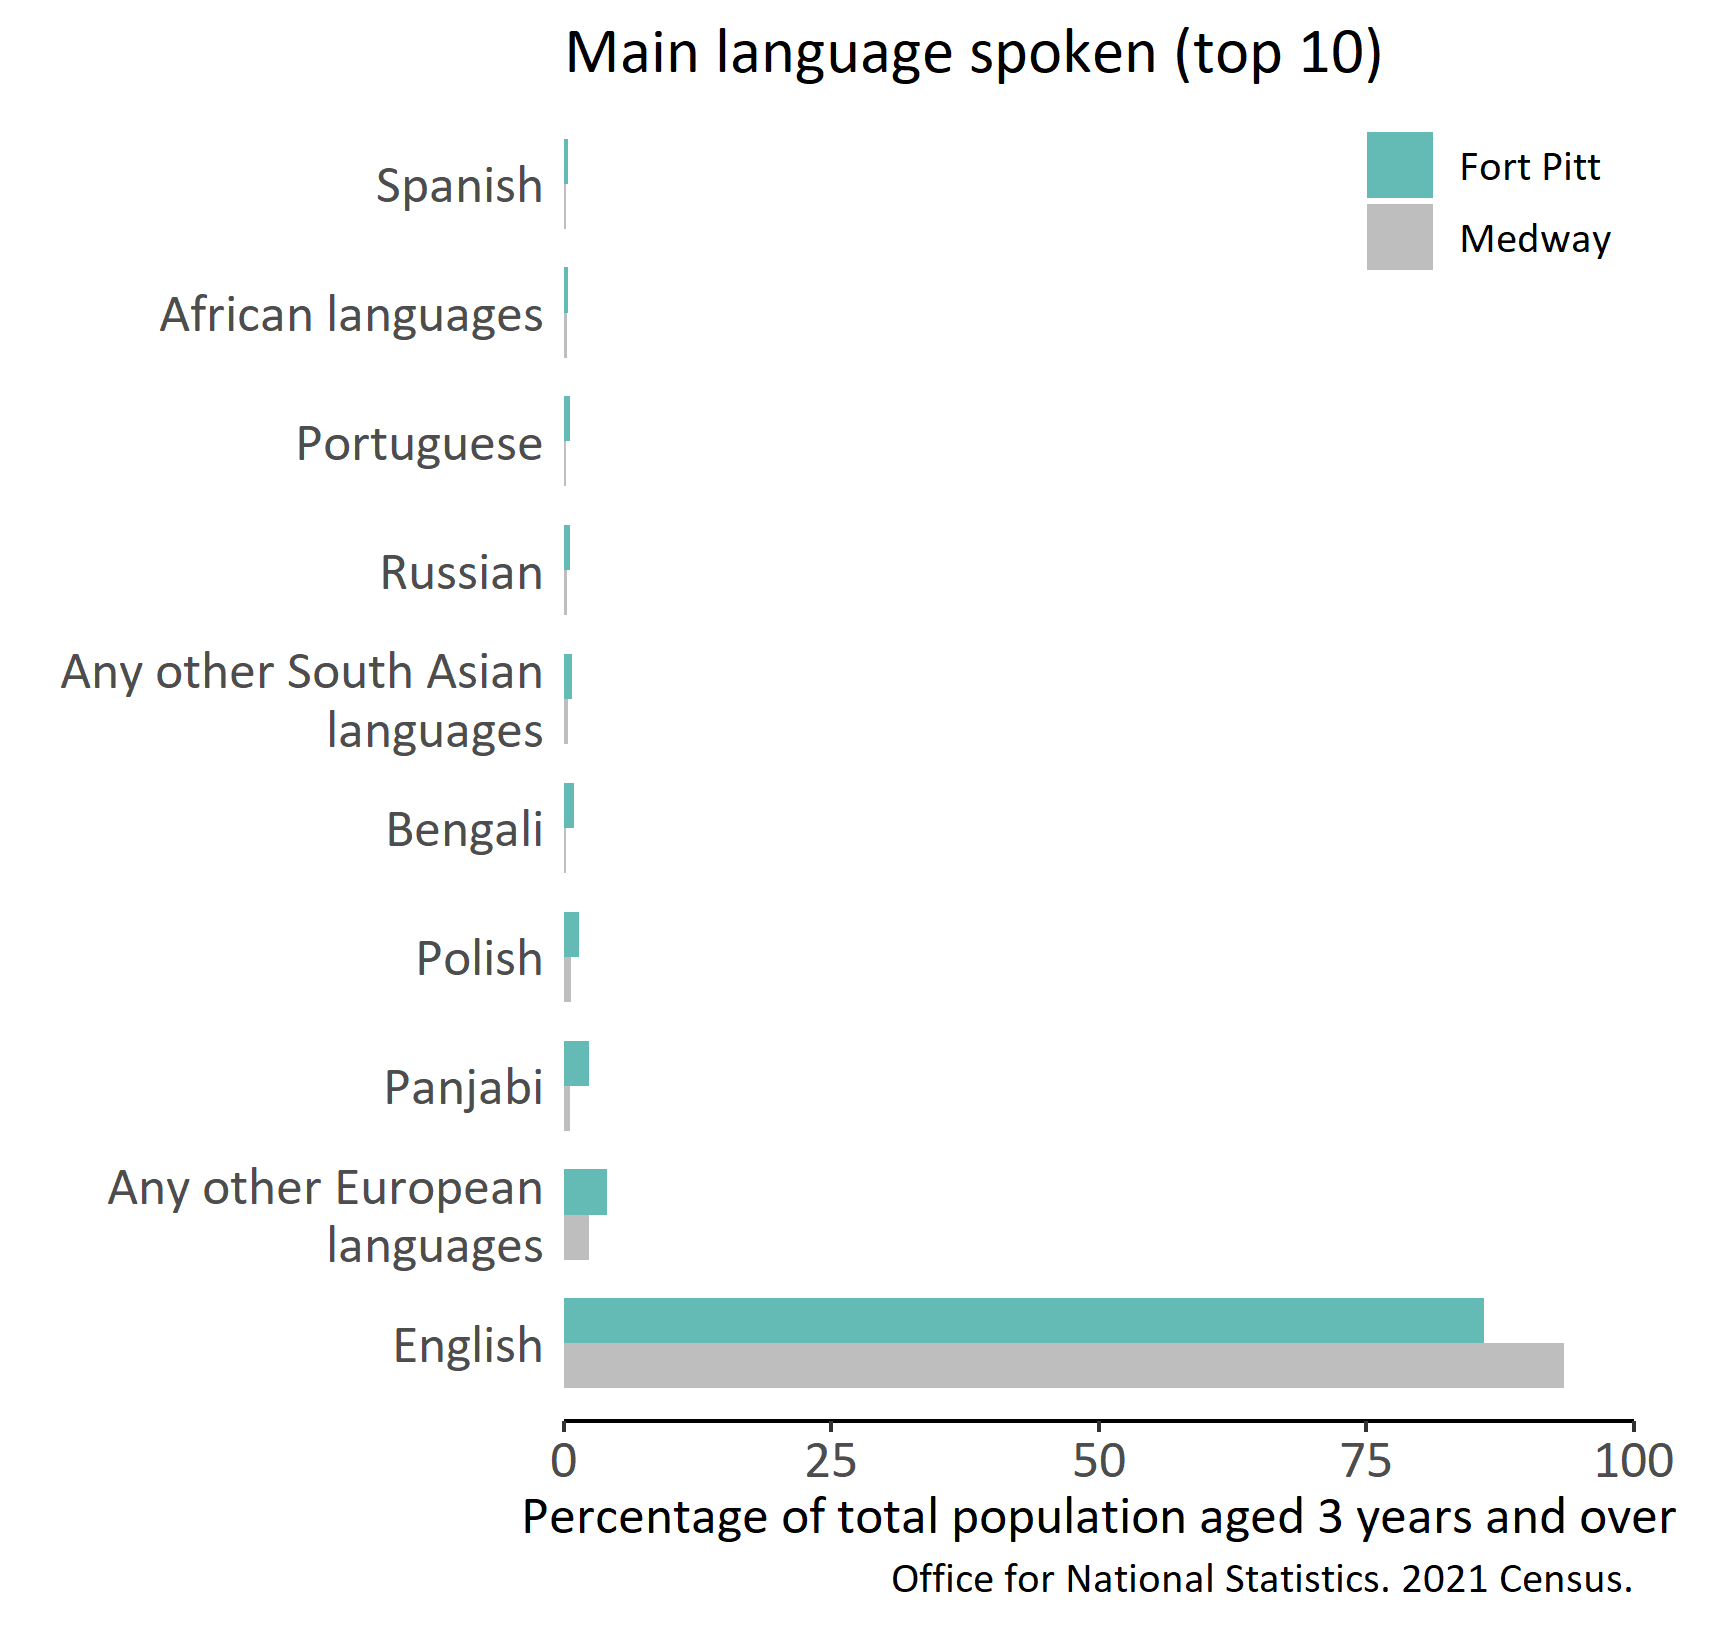 Main language spoken (top 10)
Fort Pitt
Medway
Spanish
African languages
Portuguese
Russian
Any other South Asian
languages
Bengali
Polish
Panjabi
Any other European
languages
English
0 25 50 75 100
Percentage of total population aged 3 years and over
Office for National Statistics. 2021 Census.